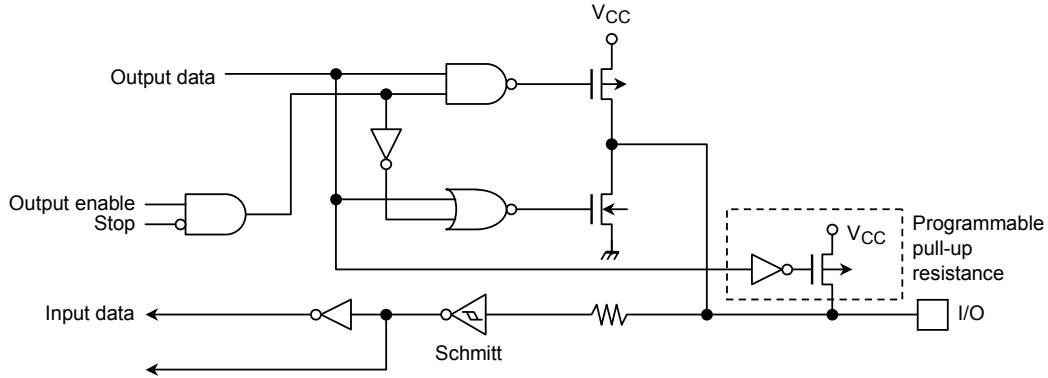 VCC
Output data
Output enable
Stop
VCC
Programmable
pull-up
resistance
Input data
Schmitt
I/O